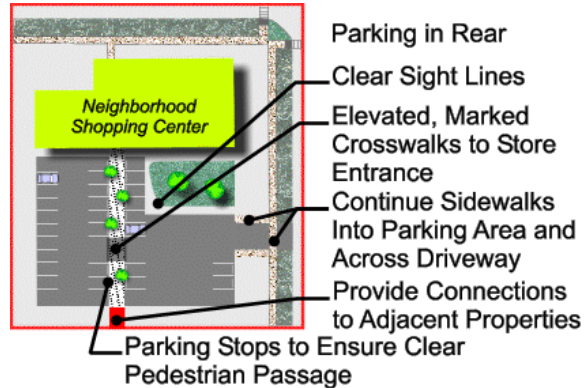 Parking in Rear
Clear Sight Lines
Neighborhood
Shopping Center
Elevated, Marked
Crosswalks to Store
Entrance
Continue Sidewalks
Into Parking Area and
Across Driveway
Provide Connections
to Adjacent Properties
Parking Stops to Ensure Clear
Pedestrian Passage